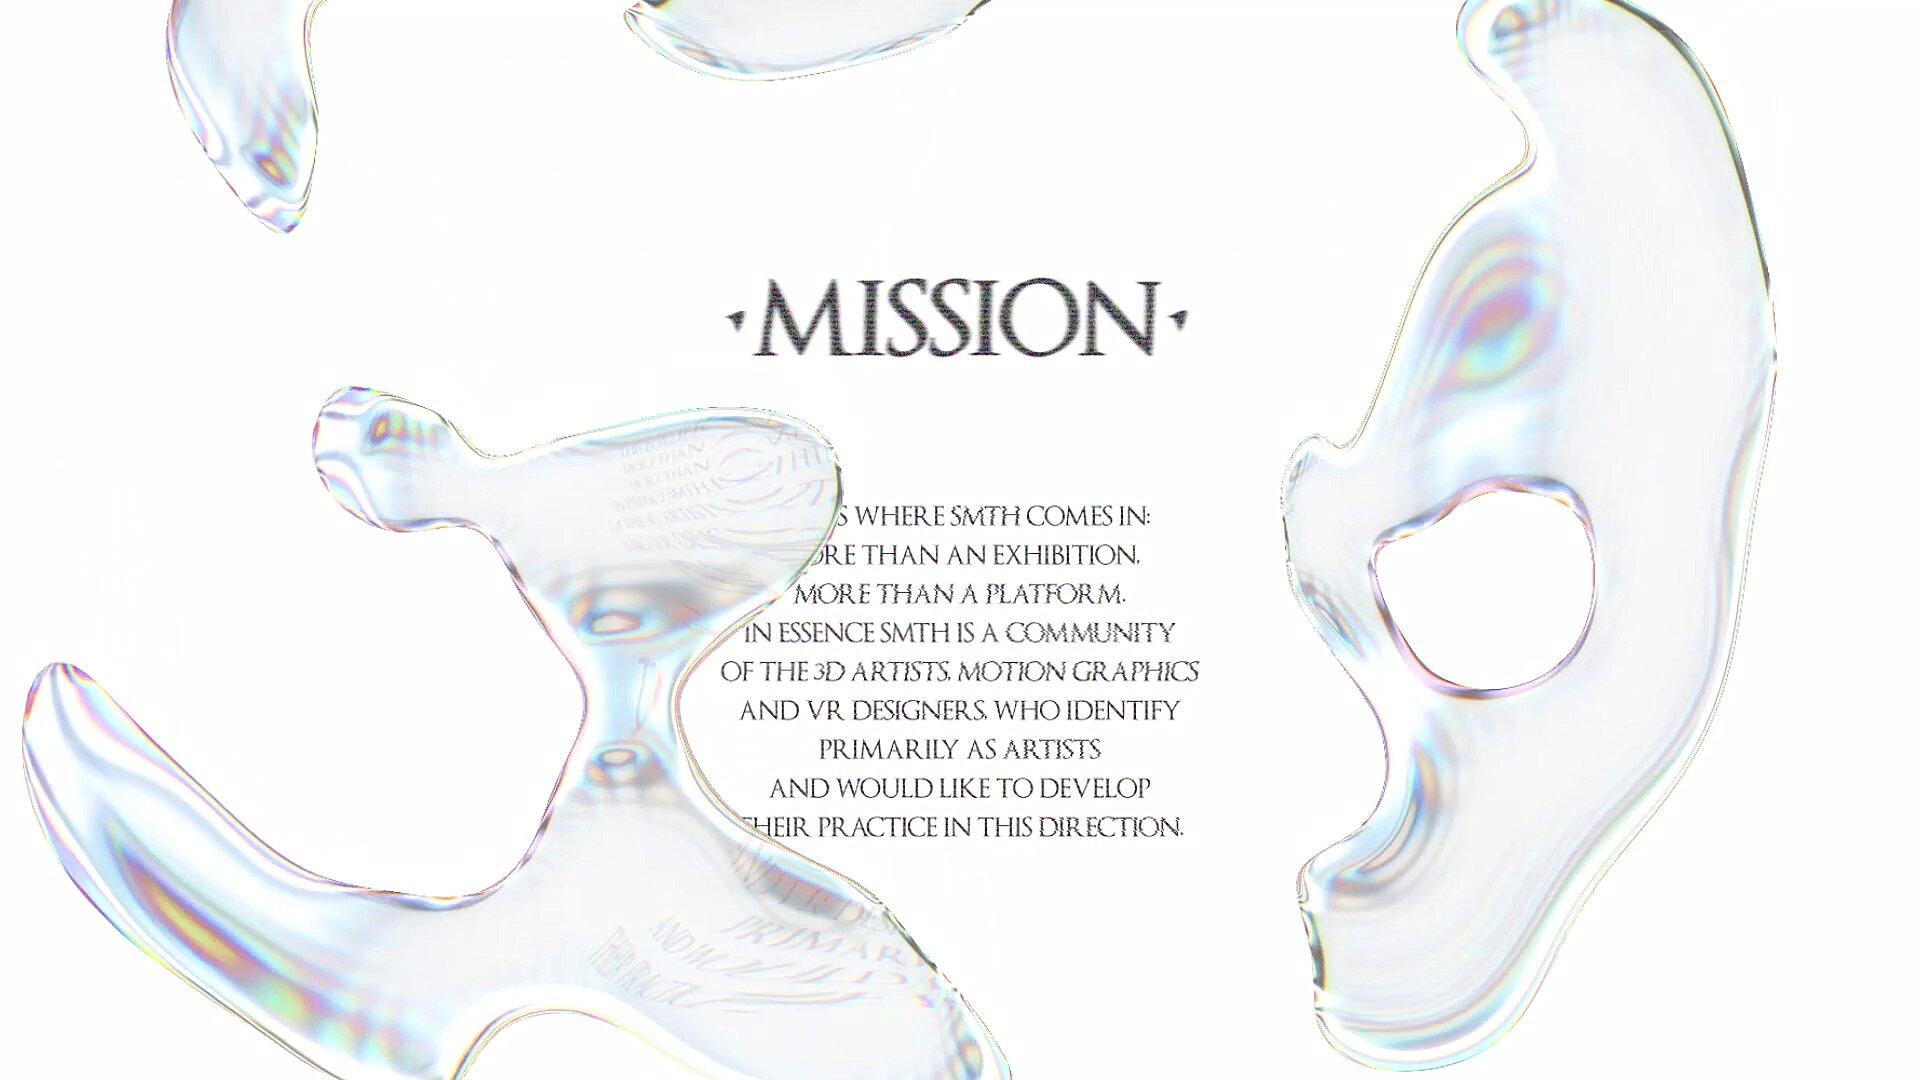 ·MISSION·
WHERE SMTH COMES IN:
THAN AN EXHIBITION,
MORE THAN A PLATFORM.
IN ESSENCE SMTH IS A COMMUNITY
OF THE 3D ARTISTS, MOTION GRAPHICS
AND VR DESIGNERS, WHO IDENTIFY
PRIMARILY AS ARTISTS
AND WOULD LIKE TO DEVELOP
THEIR PRACTICE IN THIS DIRECTION.